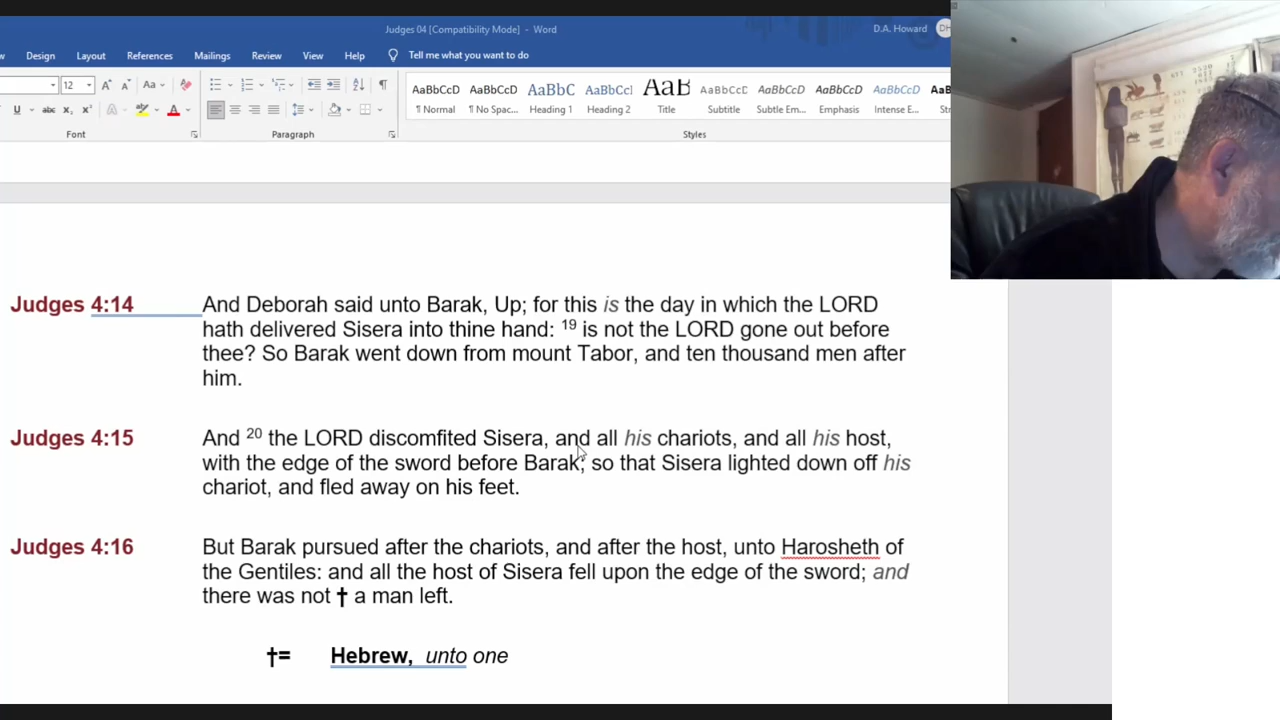 Judges 04 [Compatibility Mode] - Word
D.A. Howard
DH
Design Layout References Mailings Review View Help Tell me what you want to do
12 Aa
AaBbCcD AaBbCcD AaBbC AaBbCcl AaB AaBbCcD AaBbCcD AaBbCcD AaBbCcD
U abc x₂ x² A
¶ Normal ¶ No Spac... Heading 1 Heading 2 Title Subtitle Subtle Em... Emphasis Intense E...
Font Paragraph Styles
Judges 4:14 And Deborah said unto Barak, Up; for this is the day in which the LORD
hath delivered Sisera into thine hand: 19 is not the LORD gone out before
thee? So Barak went down from mount Tabor, and ten thousand men after
him.
Judges 4:15 And 20 the LORD discomfited Sisera, and all his chariots, and all his host,
with the edge of the sword before Barak; so that Sisera lighted down off his
chariot, and fled away on his feet.
Judges 4:16 But Barak pursued after the chariots, and after the host, unto Harosheth of
the Gentiles: and all the host of Sisera fell upon the edge of the sword; and
there was not † a man left.
†= Hebrew, unto one